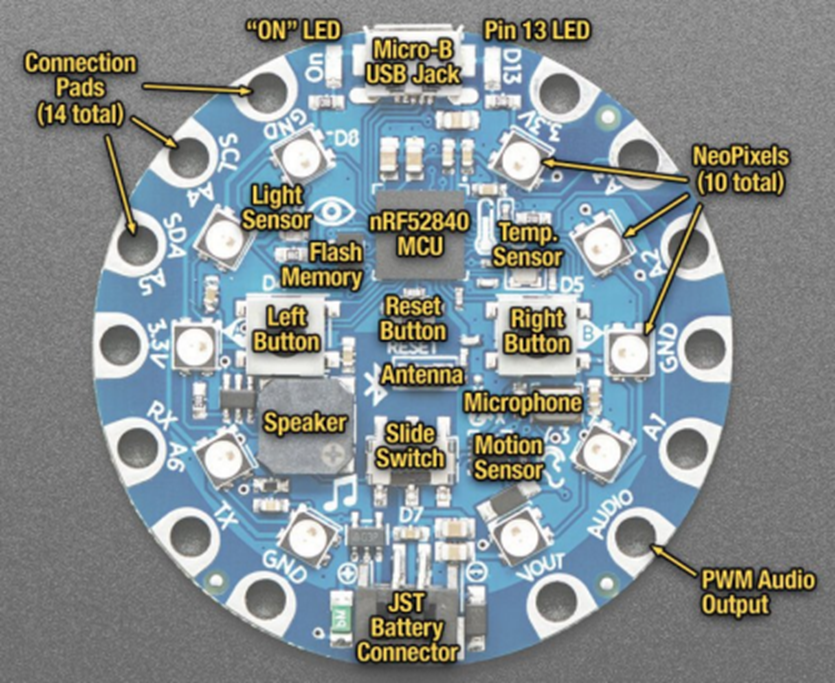 “ON” LED
Pin 13 LED
Connection
Pads
(14 total)
Micro-B
USB Jack
On
D13
GND
D8
3.3V
NeoPixels
(10 total)
SCL
A4
Light
Sensor
nRF52840
MCU
Temp.
Sensor
A2
SDA
A5
Flash
Memory
D5
Left
Button
Reset
Button
Right
Button
B
3.3V
GND
RESET
Antenna
Microphone
Speaker
RX
A6
A1
Slide
Switch
Motion
Sensor
TX
D7
AUDIO
GND
VOUT
PWM Audio
Output
JST
Battery
Connector